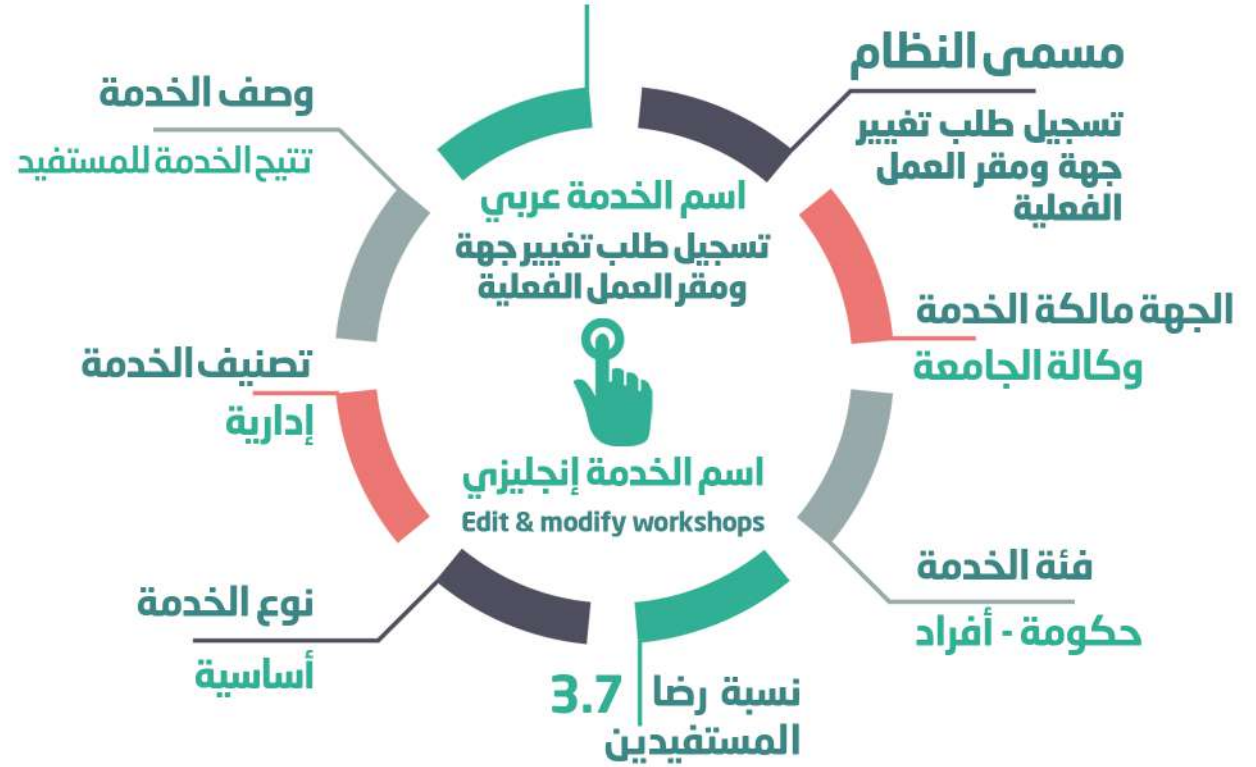 مسمى النظام
تسجيل طلب تغيير
جهة ومقر العمل
الفعلية
الجهة مالكة الخدمة
وكالة الجامعة
فئة الخدمة
حكومة - أفراد
نسبة رضا 3.7
المستفيدين
نوع الخدمة
أساسية
تصنيف الخدمة
إدارية
وصف الخدمة
تتيح الخدمة للمستفيد
اسم الخدمة عربي
تسجيل طلب تغيير جهة
ومقر العمل الفعلية
اسم الخدمة إنجليزي
Edit & modify workshops